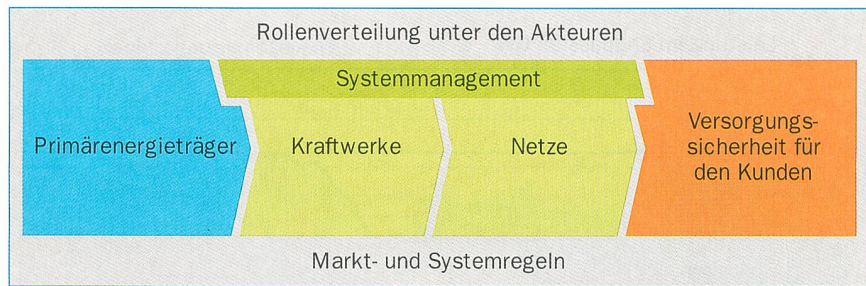 Rollenverteilung unter den Akteuren
Systemmanagement
Primärenergieträger
Kraftwerke
Netze
Versorgungs-
sicherheit für
den Kunden
Markt- und Systemregeln